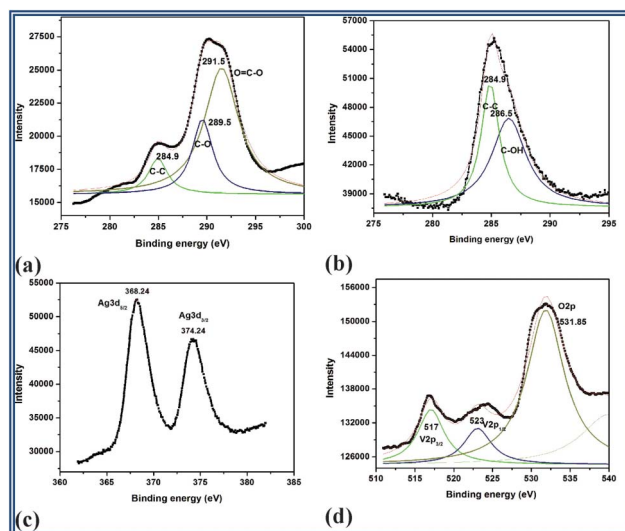 27500
25000
22500
20000
17500
15000
Intensity
291.5
O=C-O
289.5
284.9
C-O
C-C
275 280 285 290 295 300
Binding energy (eV)
(a)
57000
54000
51000
48000
45000
42000
39000
Intensity
284.9
C-C
286.5
C-OH
275 280 285 290 295
Binding energy (eV)
(b)
55000
50000
45000
40000
35000
30000
Intensity
368.24
Ag3d5/2
Ag3d
374.24
360 365 370 375 380 385
Binding energy (eV)
(c)
156000
150000
144000
138000
132000
126000
Intensity
O2p
531.85
517
V2p3/2
523
V2p1/2
510 515 520 525 530 535 540
Binding energy (eV)
(d)